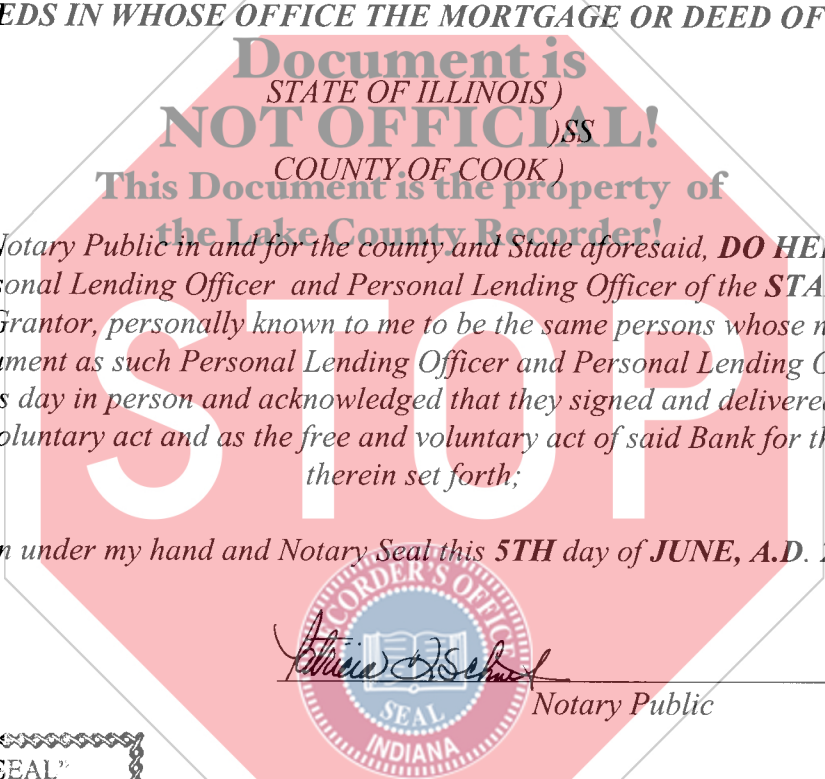 EDS IN WHOSE OFFICE THE MORTGAGE OR DEED OF
Document is
STATE OF ILLINOIS )
NOT OFFICIAL!
)SS
COUNTY OF COOK )
This Document is the property of
the Lake County Recorder!
Notary Public in and for the county and State aforesaid, DO HE
sonal Lending Officer and Personal Lending Officer of the STA
Grantor, personally known to me to be the same persons whose n
ument as such Personal Lending Officer and Personal Lending O
s day in person and acknowledged that they signed and delivered
oluntary act and as the free and voluntary act of said Bank for th
therein set forth;
STOP
n under my hand and Notary Seal this 5TH day of JUNE, A.D.
RECORDER'S OFFICE
Patricia
SEAL
INDIANA
Notary Public
SEAL"